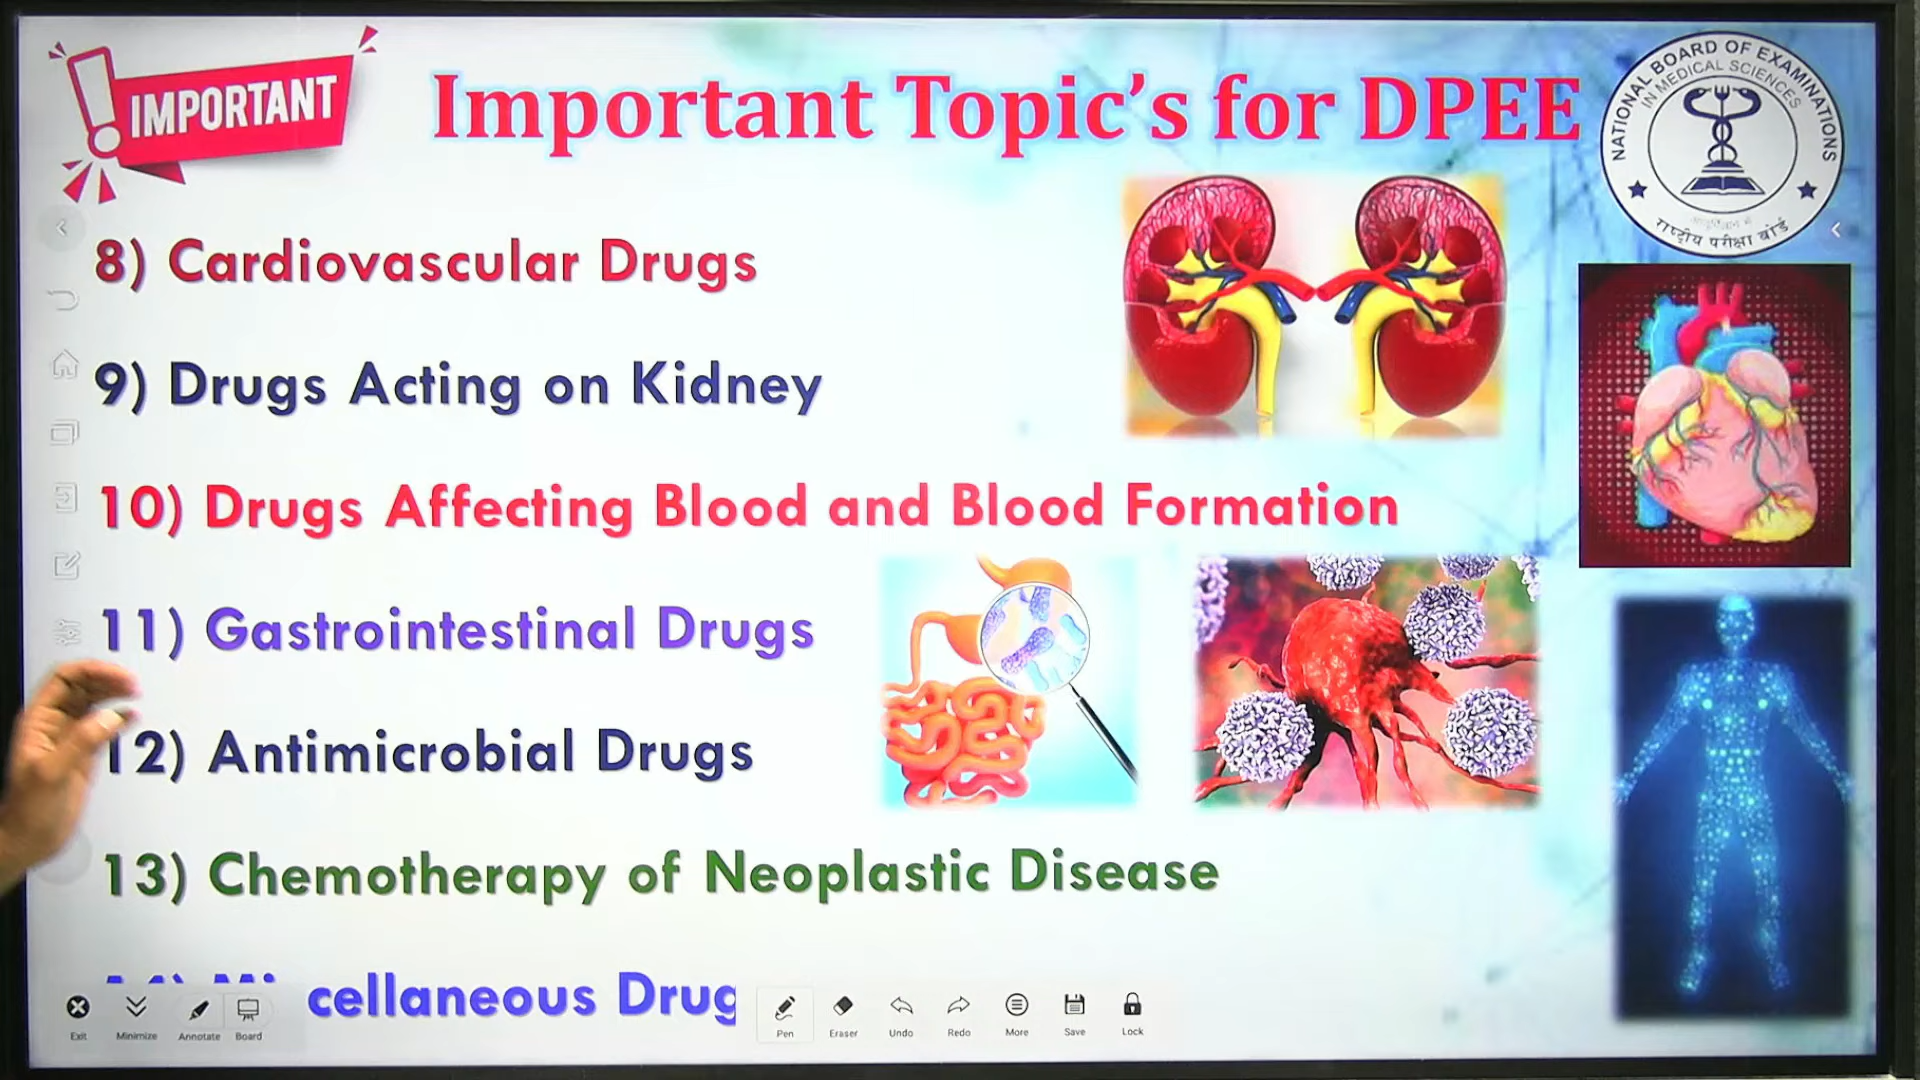 IMPORTANT
Important Topic's for DPEE
NATIONAL BOARD OF EXAMINATIONS
IN MEDICAL SCIENCES
राष्ट्रीय परीक्षा बोर्ड
8) Cardiovascular Drugs
9) Drugs Acting on Kidney
10) Drugs Affecting Blood and Blood Formation
11) Gastrointestinal Drugs
12) Antimicrobial Drugs
13) Chemotherapy of Neoplastic Disease
cellaneous Drug
Exit Minimize Annotate Board Pen Eraser Undo Redo More Save Lock